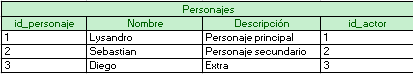 Personajes
id_personaje Nombre Descripción id_actor
1 Lysandro Personaje principal 1
2 Sebastian Personaje secundario 2
3 Diego Extra 3